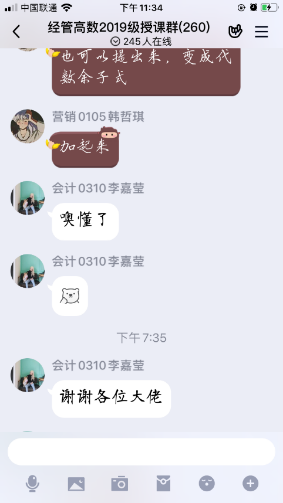 中国联通
下午11:34
经管高数2019级授课群(260)
245人在线
也可以提出来，变成代
数余子式
营销0105韩哲琪
加起来
会计0310李嘉莹
噢懂了
会计0310李嘉莹
下午7:35
会计0310李嘉莹
谢谢各位大佬